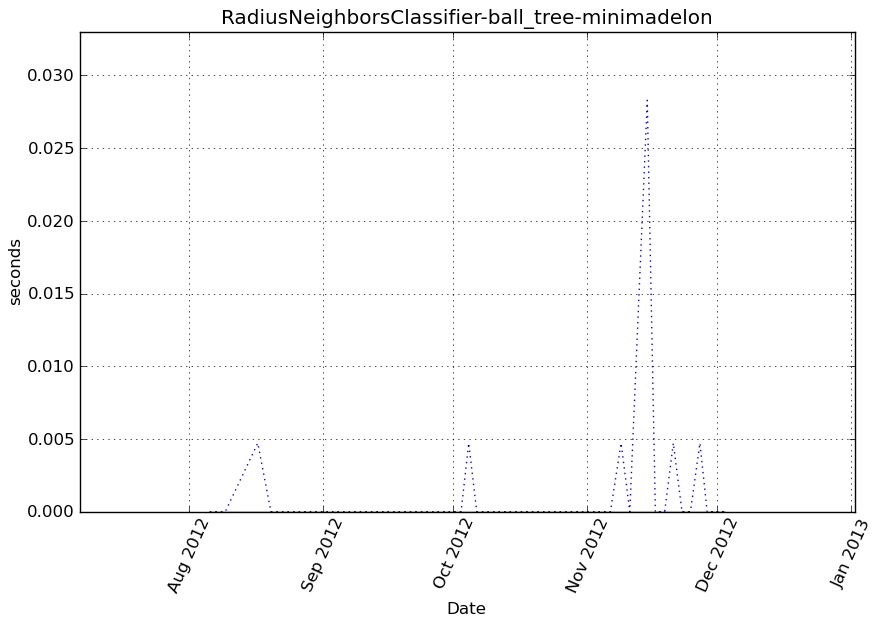 RadiusNeighborsClassifier-ball_tree-minimadelon
0.030
0.025
0.020
0.015
0.010
0.005
0.000
seconds
Aug 2012
Sep 2012
Oct 2012
Nov 2012
Dec 2012
Jan 2013
Date